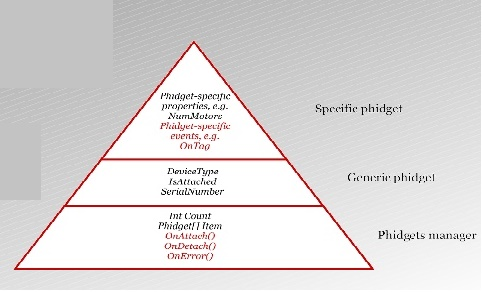 Phidget-specific
properties, e.g.
NumMotors
Phidget-specific
events, e.g.
OnTag
Specific phidget
DeviceType
IsAttached
SerialNumber
Generic phidget
Int Count
Phidget[] Item
OnAttach()
OnDetach()
OnError()
Phidgets manager